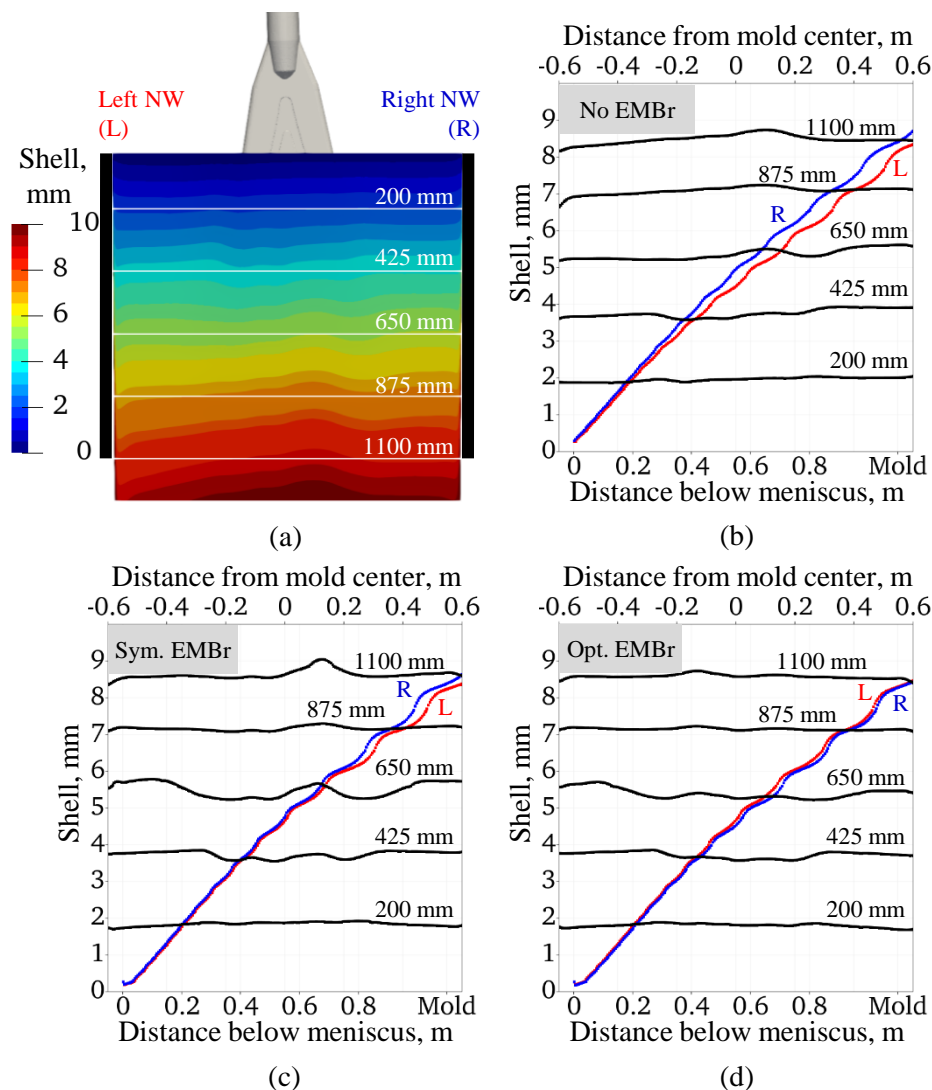 Left NW
(L)
Right NW
(R)
Shell,
mm
10
0
8
6
4
2
200 mm
425 mm
650 mm
875 mm
1100 mm
(a)
Distance from mold center, m
-0.6 -0.4 -0.2 0 0.2 0.4 0.6
No EMBr
Shell, mm
9
8
7
6
5
4
3
2
1
0
1100 mm
875 mm
650 mm
425 mm
200 mm
R
L
0 0.2 0.4 0.6 0.8 Mold
Distance below meniscus, m
(b)
Distance from mold center, m
-0.6 -0.4 -0.2 0 0.2 0.4 0.6
Sym. EMBr
Shell, mm
9
8
7
6
5
4
3
2
1
0
1100 mm
875 mm
650 mm
425 mm
200 mm
R
L
0 0.2 0.4 0.6 0.8 Mold
Distance below meniscus, m
(c)
Distance from mold center, m
-0.6 -0.4 -0.2 0 0.2 0.4 0.6
Opt. EMBr
Shell, mm
9
8
7
6
5
4
3
2
1
0
1100 mm
875 mm
650 mm
425 mm
200 mm
L
R
0 0.2 0.4 0.6 0.8 Mold
Distance below meniscus, m
(d)